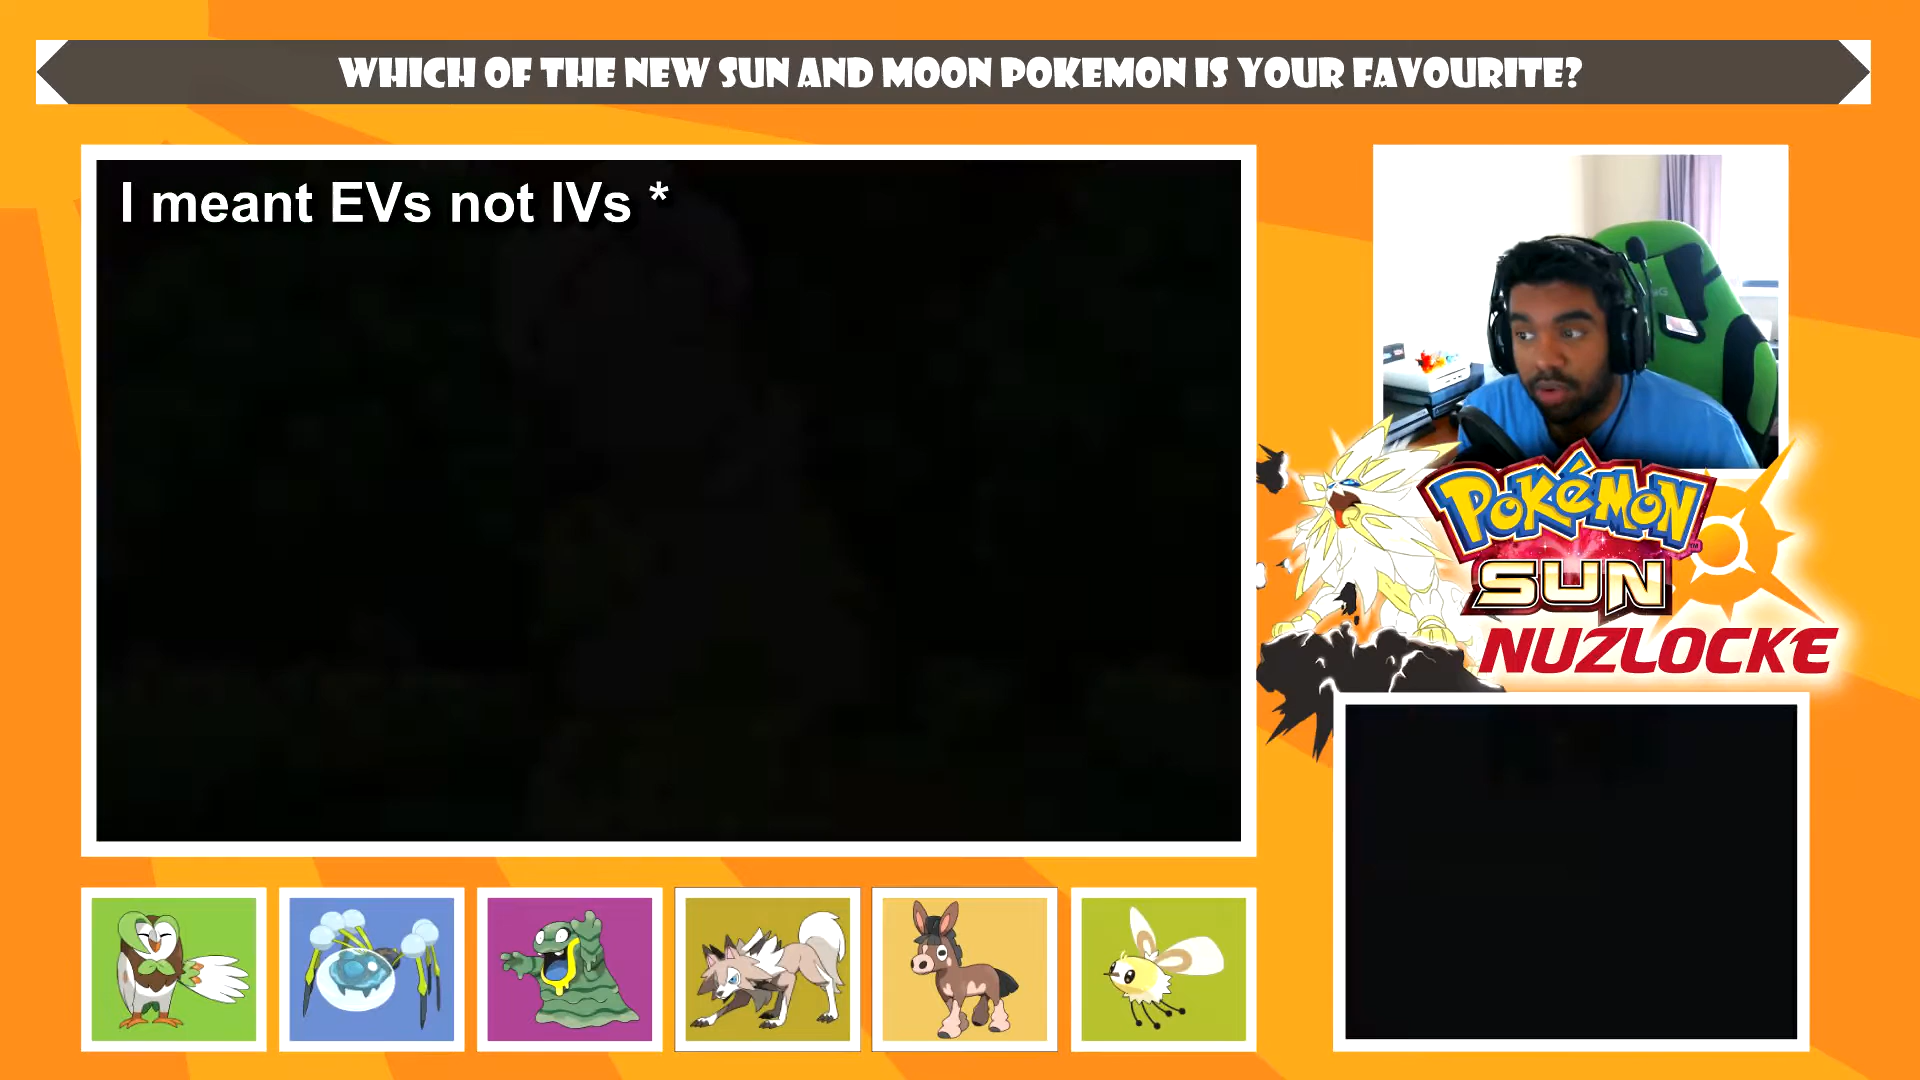 WHICH OF THE NEW SUN AND MOON POKEMON IS YOUR FAVOURITE?
I meant EVs not IVs *
POKéMON
SUN
NUZLOCKE